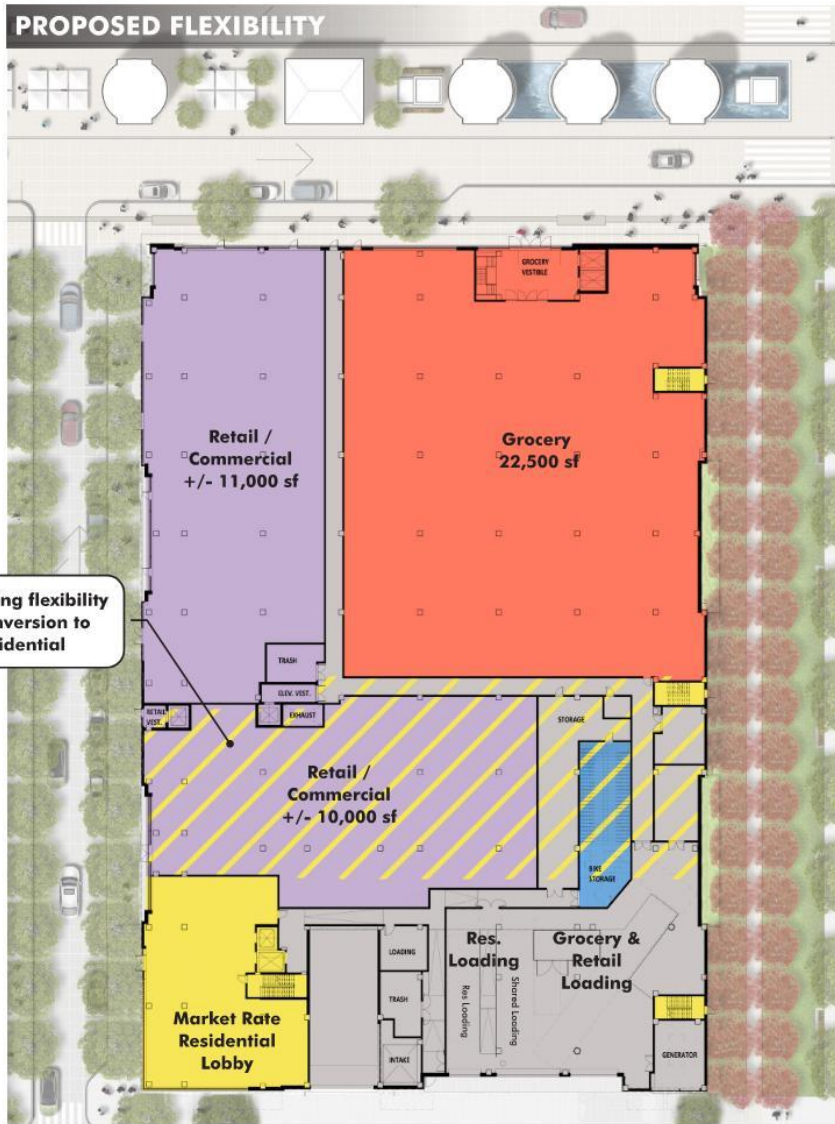 PROPOSED FLEXIBILITY
GROCERY
VESTIBLE
Retail /
Commercial
+/- 11,000 sf
Grocery
22,500 sf
ng flexibility
nversion to
idential
TRASH
ELEV. VEST.
RETAIL
VEST.
EXHAUST
STORAGE
Retail /
Commercial
+/- 10,000 sf
BIKE
STORAGE
LOADING
Res.
Loading
Grocery &
Retail
Loading
Res Loading
Shared Loading
TRASH
Market Rate
Residential
Lobby
INTAKE
GENERATOR